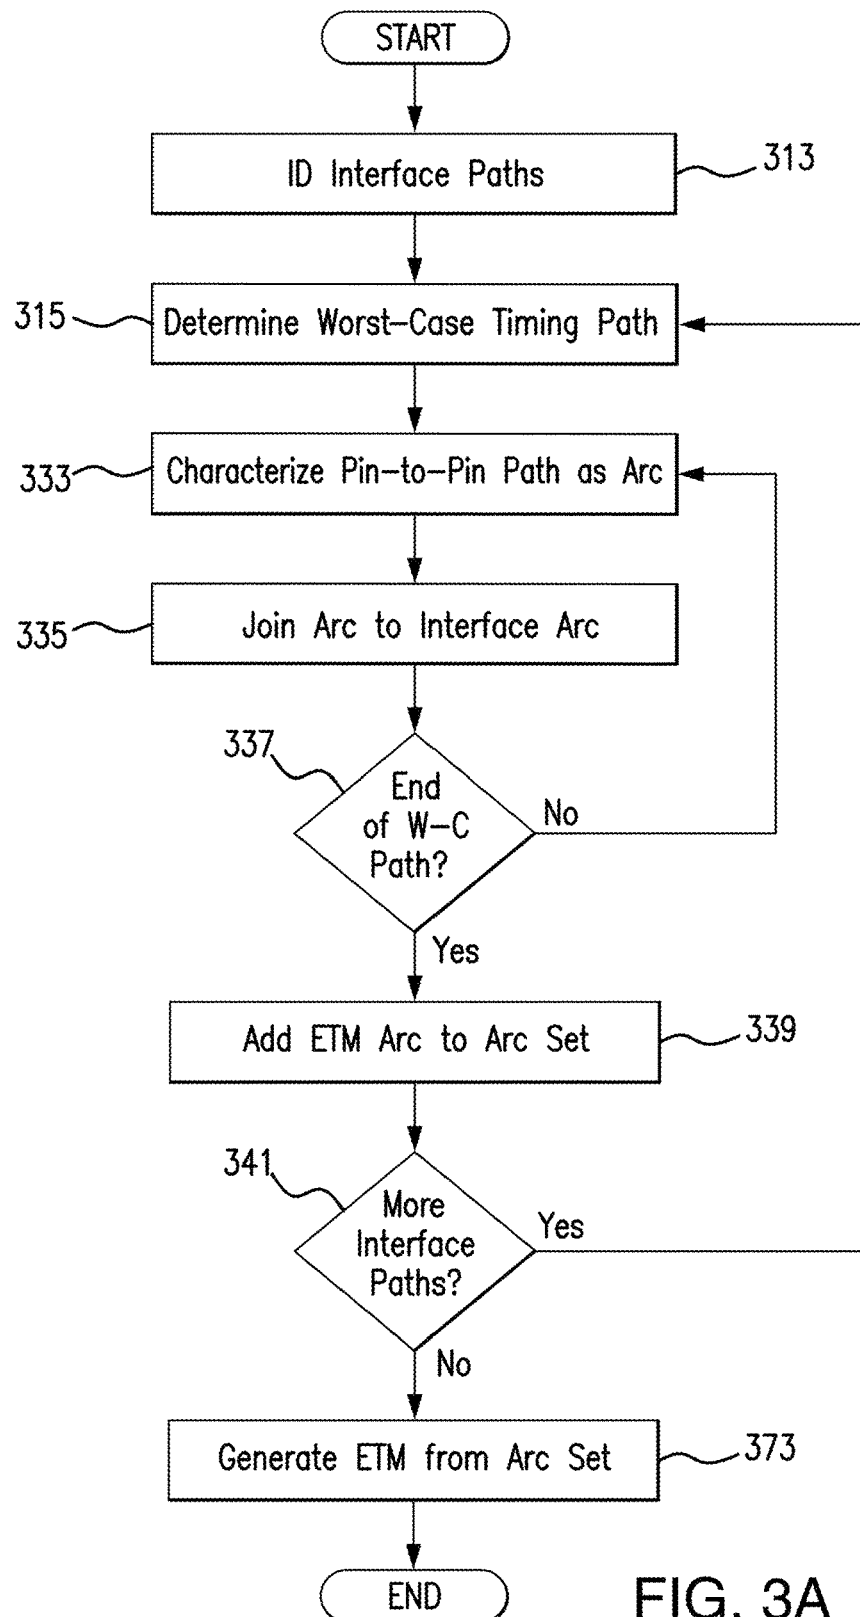 START
ID Interface Paths
313
315
Determine Worst-Case Timing Path
333
Characterize Pin-to-Pin Path as Arc
335
Join Arc to Interface Arc
337
End
of W-C
Path?
No
Yes
Add ETM Arc to Arc Set
339
341
More
Interface
Paths?
Yes
No
Generate ETM from Arc Set
373
END
FIG. 3A